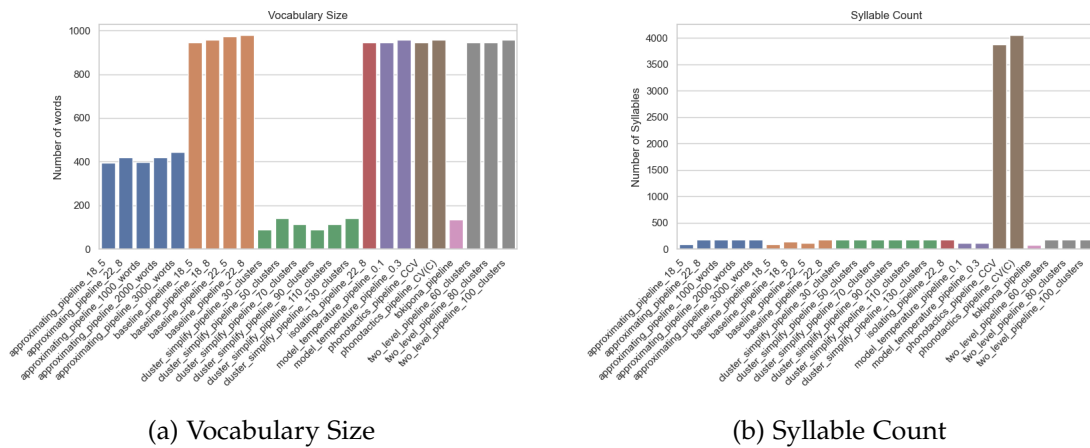 Vocabulary Size
Number of words
1000
800
600
400
200
0
approximating_pipeline_18_5
approximating_pipeline_22_8
approximating_pipeline_1000_words
approximating_pipeline_2000_words
approximating_pipeline_3000_words
baseline_pipeline_18_5
baseline_pipeline_18_8
baseline_pipeline_22_5
baseline_pipeline_22_8
cluster_simplify_pipeline_30_clusters
cluster_simplify_pipeline_50_clusters
cluster_simplify_pipeline_70_clusters
cluster_simplify_pipeline_90_clusters
cluster_simplify_pipeline_110_clusters
cluster_simplify_pipeline_130_clusters
isolating_pipeline_22_8
model_temperature_pipeline_0.1
model_temperature_pipeline_0.3
phonotactics_pipeline_CCV
phonotactics_pipeline_CV(C)
tokipona_pipeline
two_level_pipeline_60_clusters
two_level_pipeline_80_clusters
two_level_pipeline_100_clusters
(a) Vocabulary Size
Syllable Count
Number of Syllables
4000
3500
3000
2500
2000
1500
1000
500
0
approximating_pipeline_18_5
approximating_pipeline_22_8
approximating_pipeline_1000_words
approximating_pipeline_2000_words
approximating_pipeline_3000_words
baseline_pipeline_18_5
baseline_pipeline_18_8
baseline_pipeline_22_5
baseline_pipeline_22_8
cluster_simplify_pipeline_30_clusters
cluster_simplify_pipeline_50_clusters
cluster_simplify_pipeline_70_clusters
cluster_simplify_pipeline_90_clusters
cluster_simplify_pipeline_110_clusters
cluster_simplify_pipeline_130_clusters
isolating_pipeline_22_8
model_temperature_pipeline_0.1
model_temperature_pipeline_0.3
phonotactics_pipeline_CCV
phonotactics_pipeline_CV(C)
tokipona_pipeline
two_level_pipeline_60_clusters
two_level_pipeline_80_clusters
two_level_pipeline_100_clusters
(b) Syllable Count